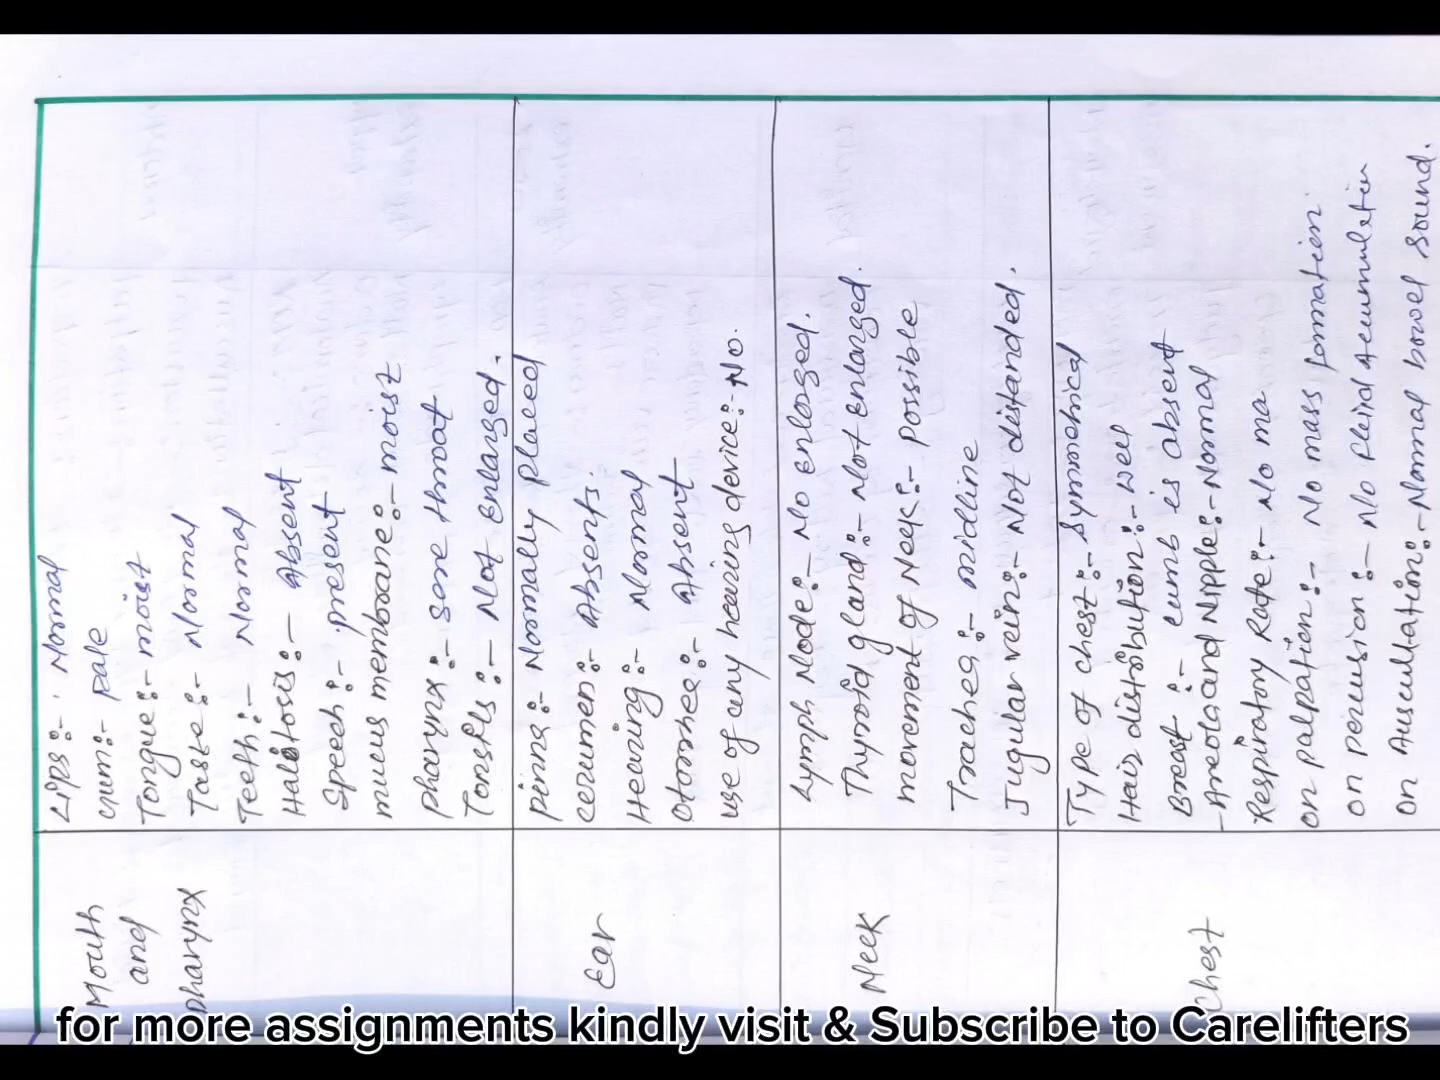 Mouth
and
pharynx
Lips:- Normal
Gum:- Pale
Tongue:- moist
Taste:- Normal
Teeth:- Normal
Halitosis:- Absent
Speech:- present
mucus membrane:- moist
pharynx:- sore throat
Tonsils:- Not enlarged.
Ear
pinna:- Normally placed
cerumen:- Absents.
Hearing:- Normal
Otorrhea:- Absent
use of any hearing device:- No.
Neck
Lymph Node:- No enlarged.
Thyroid gland:- Not enlarged.
movement of Neck:- possible
Trachea:- midline
Jugular vein:- Not distanded.
Chest
Type of chest:- Symmetrical
Hair distribution:- well
Breast:- lumb is absent
-Areola and Nipple:- Normal
Respiratory Rate:- No ma
on palpation:- No mass formation
on percusion:- No fluid Accumulation
on Auscultation:- Normal bowel sound.
for more assignments kindly visit & Subscribe to Carelifters